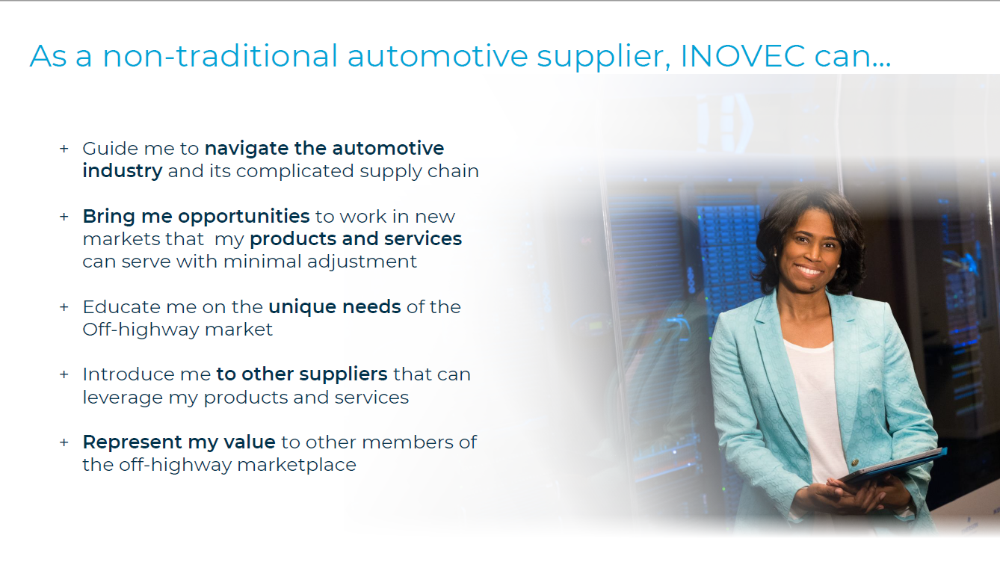 As a non-traditional automotive supplier, INOVEC can...
+ Guide me to navigate the automotive
industry and its complicated supply chain
+ Bring me opportunities to work in new
markets that  my products and services
can serve with minimal adjustment
+ Educate me on the unique needs of the
Off-highway market
+ Introduce me to other suppliers that can
leverage my products and services
+ Represent my value to other members of
the off-highway marketplace